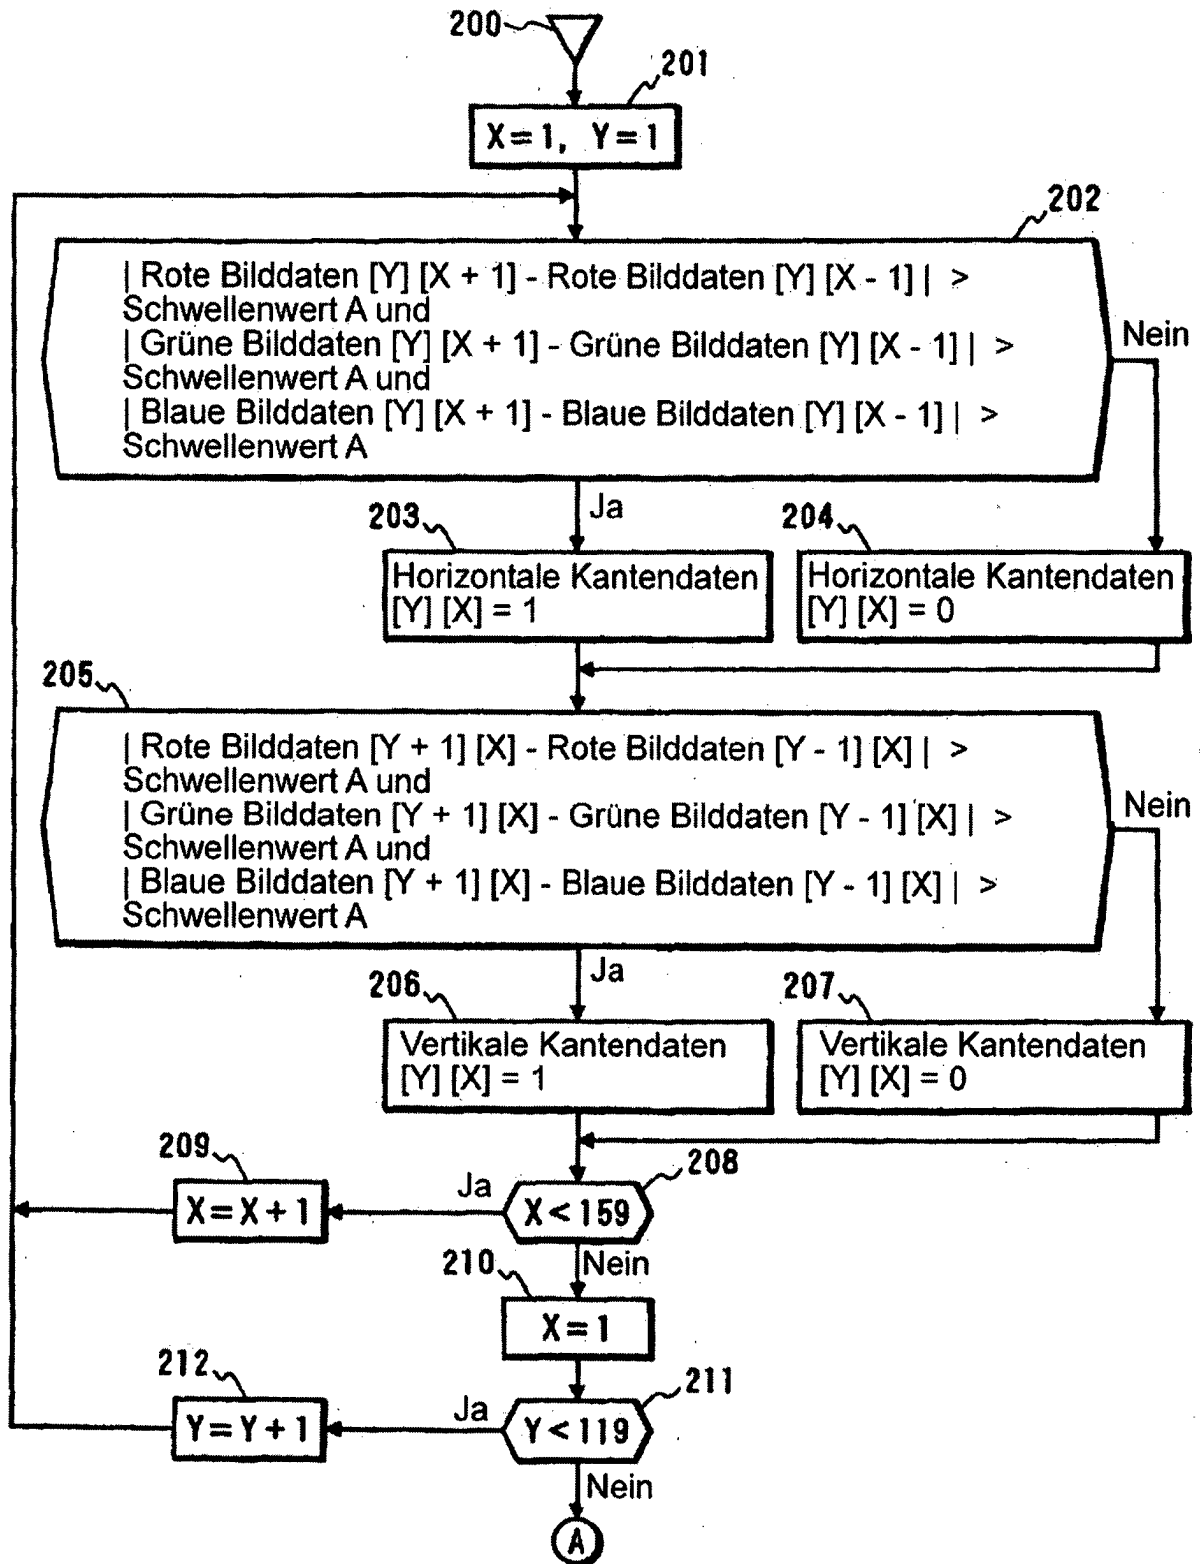 200
201
X = 1, Y = 1
202
| Rote Bilddaten [Y] [X + 1] - Rote Bilddaten [Y] [X - 1] | >
Schwellenwert A und
| Grüne Bilddaten [Y] [X + 1] - Grüne Bilddaten [Y] [X - 1] | >
Schwellenwert A und
| Blaue Bilddaten [Y] [X + 1] - Blaue Bilddaten [Y] [X - 1] | >
Schwellenwert A
Nein
Ja
203
Horizontale Kantendaten
[Y] [X] = 1
204
Horizontale Kantendaten
[Y] [X] = 0
205
| Rote Bilddaten [Y + 1] [X] - Rote Bilddaten [Y - 1] [X] | >
Schwellenwert A und
| Grüne Bilddaten [Y + 1] [X] - Grüne Bilddaten [Y - 1] [X] | >
Schwellenwert A und
| Blaue Bilddaten [Y + 1] [X] - Blaue Bilddaten [Y - 1] [X] | >
Schwellenwert A
Nein
Ja
206
Vertikale Kantendaten
[Y] [X] = 1
207
Vertikale Kantendaten
[Y] [X] = 0
208
X < 159
Ja
209
X = X + 1
Nein
210
X = 1
211
Y < 119
Ja
212
Y = Y + 1
Nein
A